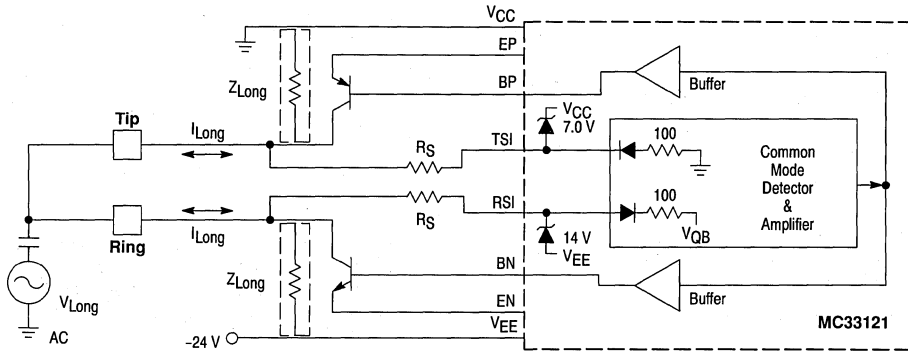 VCC
EP
BP
ZLong
Buffer
Tip
ILong
RS
TSI
VCC
7.0 V
100
Common
Mode
Detector
&
Amplifier
RS
RSI
100
VQB
Ring
ILong
14 V
VEE
ZLong
BN
Buffer
EN
VLong
AC
VEE
–24 V
MC33121